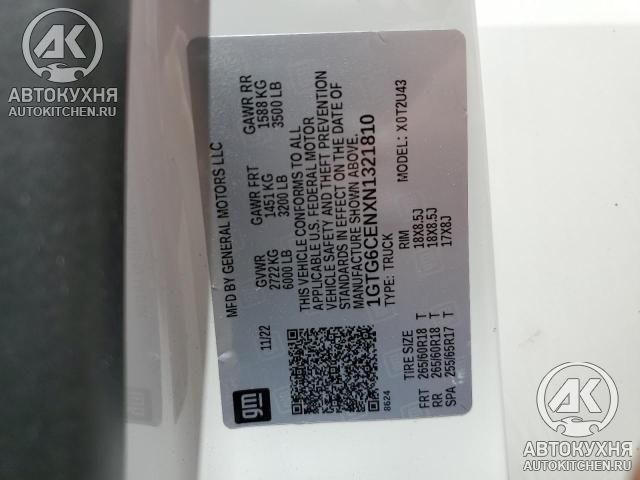 MFD BY GENERAL MOTORS LLC
11/22
GVWR GAWR FRT GAWR RR
2722 KG 1451 KG 1588 KG
6000 LB 3200 LB 3500 LB
THIS VEHICLE CONFORMS TO ALL
APPLICABLE U.S. FEDERAL MOTOR
VEHICLE SAFETY AND THEFT PREVENTION
STANDARDS IN EFFECT ON THE DATE OF
MANUFACTURE SHOWN ABOVE.
1GTG6CENXN1321810
TYPE: TRUCK MODEL: X0T2U43
gm
8624
TIRE SIZE RIM
FRT 265/60R18 T 18X8.5J
RR 265/60R18 T 18X8.5J
SPA 255/65R17 T 17X8J
AK
АВТОКУХНЯ
AUTOKITCHEN.RU
AK
АВТОКУХНЯ
AUTOKITCHEN.RU